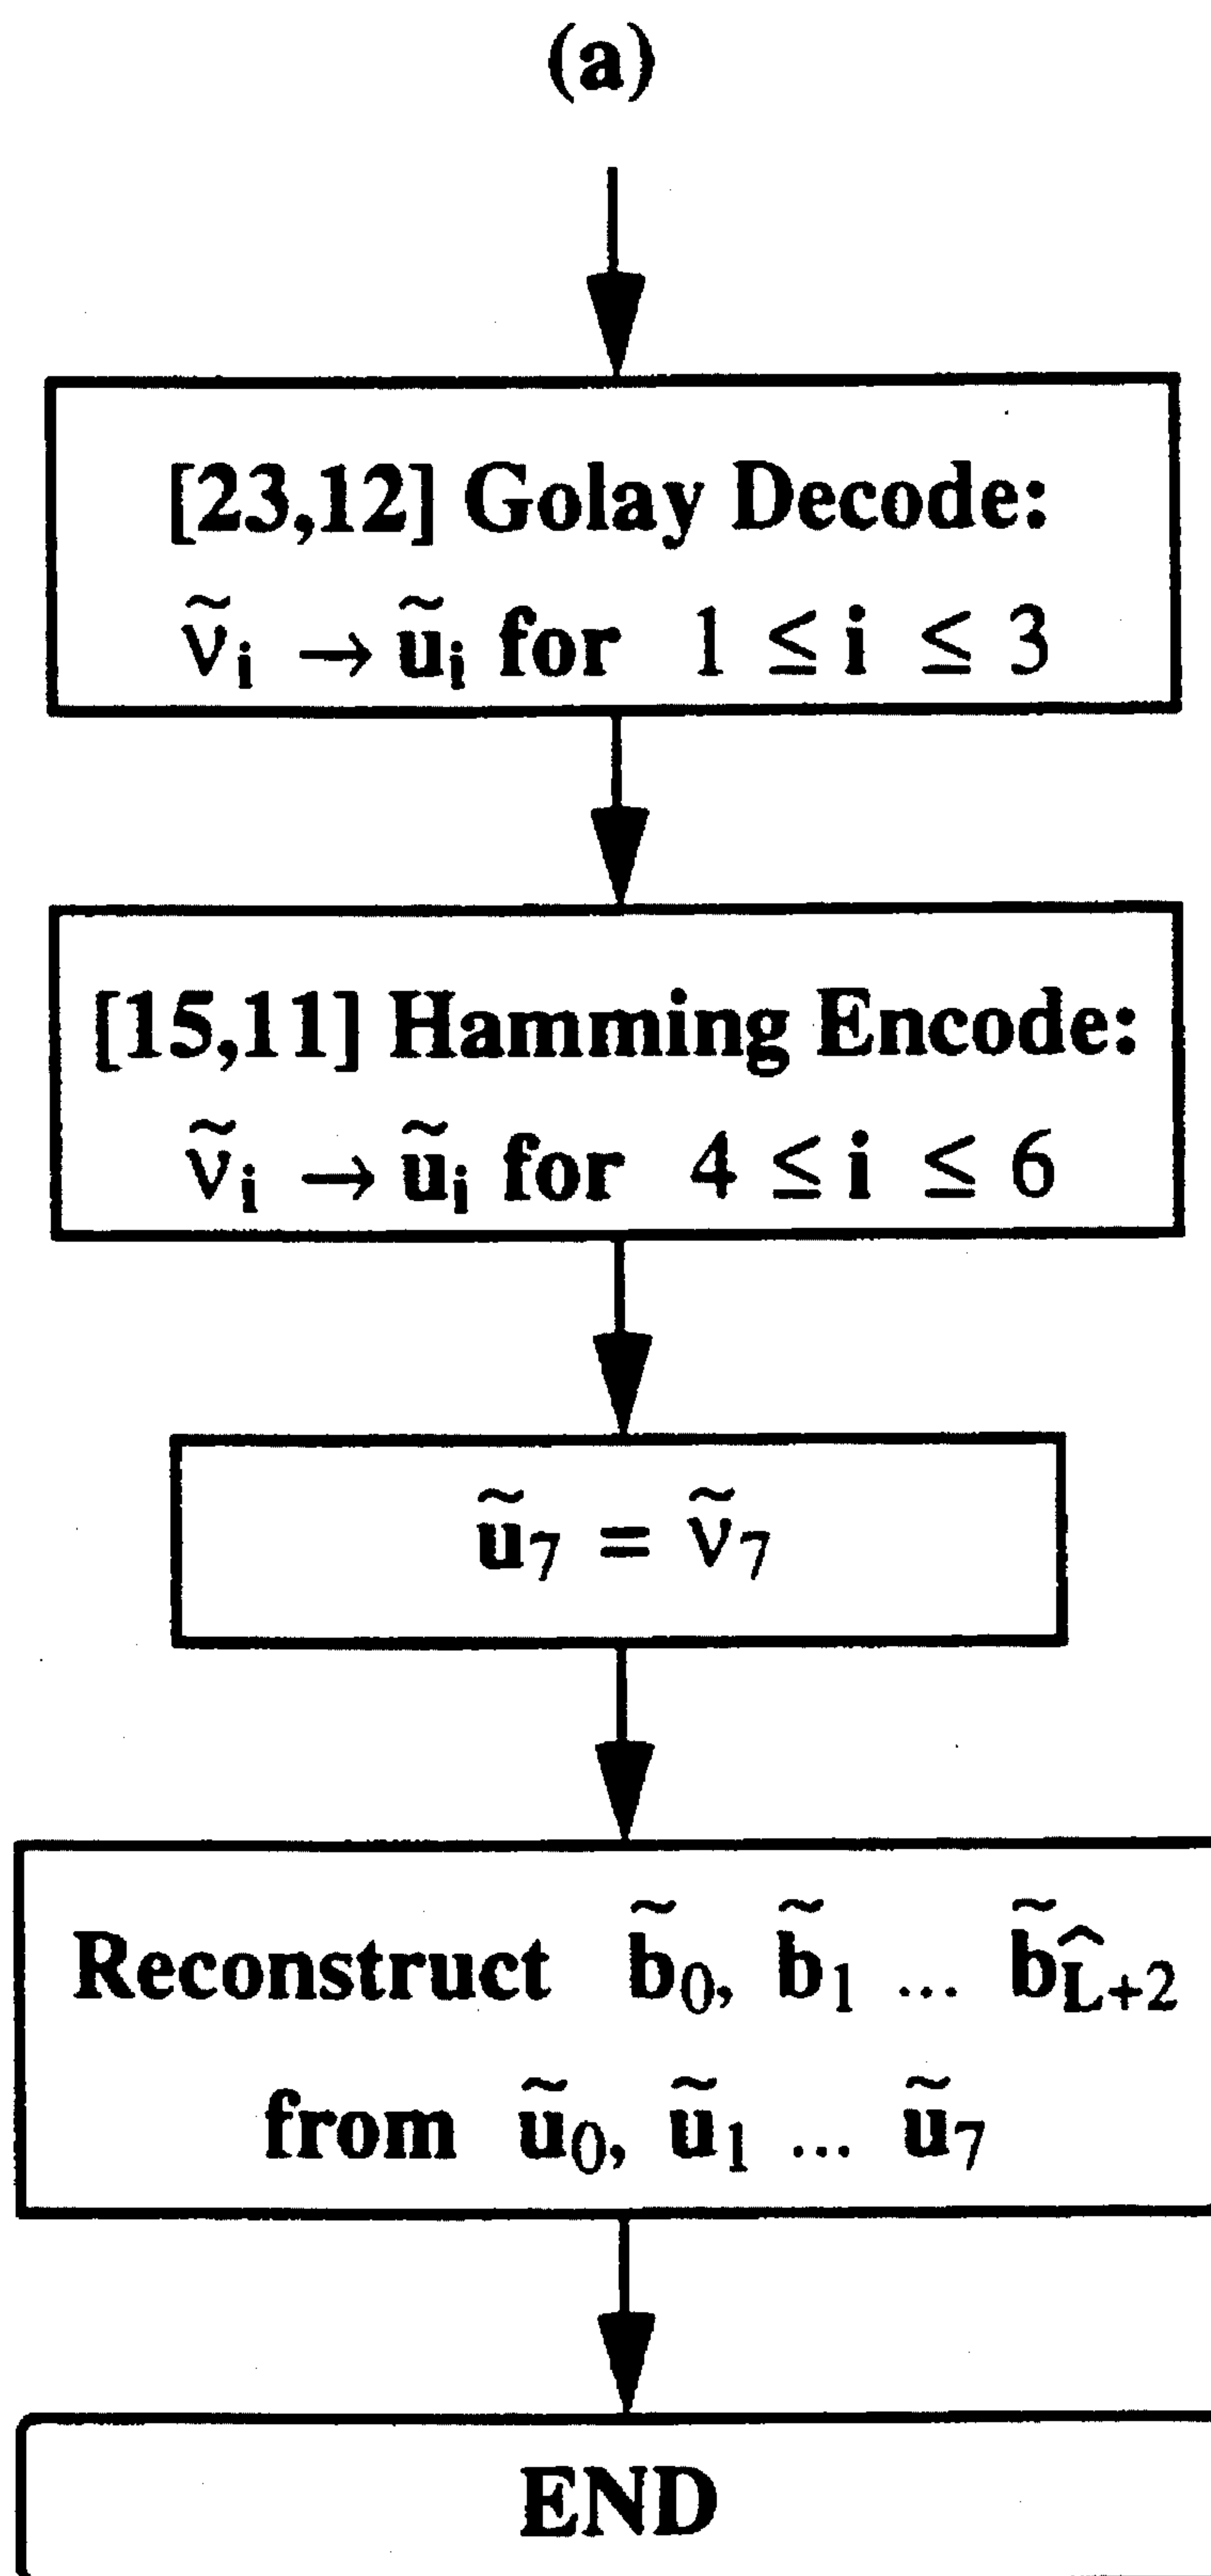 (a)
[23,12] Golay Decode:
ṽᵢ → ũᵢ for 1 ≤ i ≤ 3
[15,11] Hamming Encode:
ṽᵢ → ũᵢ for 4 ≤ i ≤ 6
ũ₇ = ṽ₇
Reconstruct b̃₀, b̃₁ ... b̃_L̂+2
from ũ₀, ũ₁ ... ũ₇
END